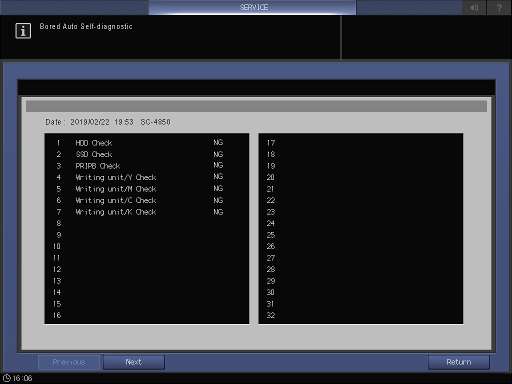 SERVICE
?
i Bored Auto Self-diagnostic
Date : 2019/02/22 19:53 SC-4850
1 HDD Check NG
2 SSD Check NG
3 PRIPB Check NG
4 Writing unit/Y Check NG
5 Writing unit/M Check NG
6 Writing unit/C Check NG
7 Writing unit/K Check NG
8
9
10
11
12
13
14
15
16
17
18
19
20
21
22
23
24
25
26
27
28
29
30
31
32
Previous Next Return
16:06